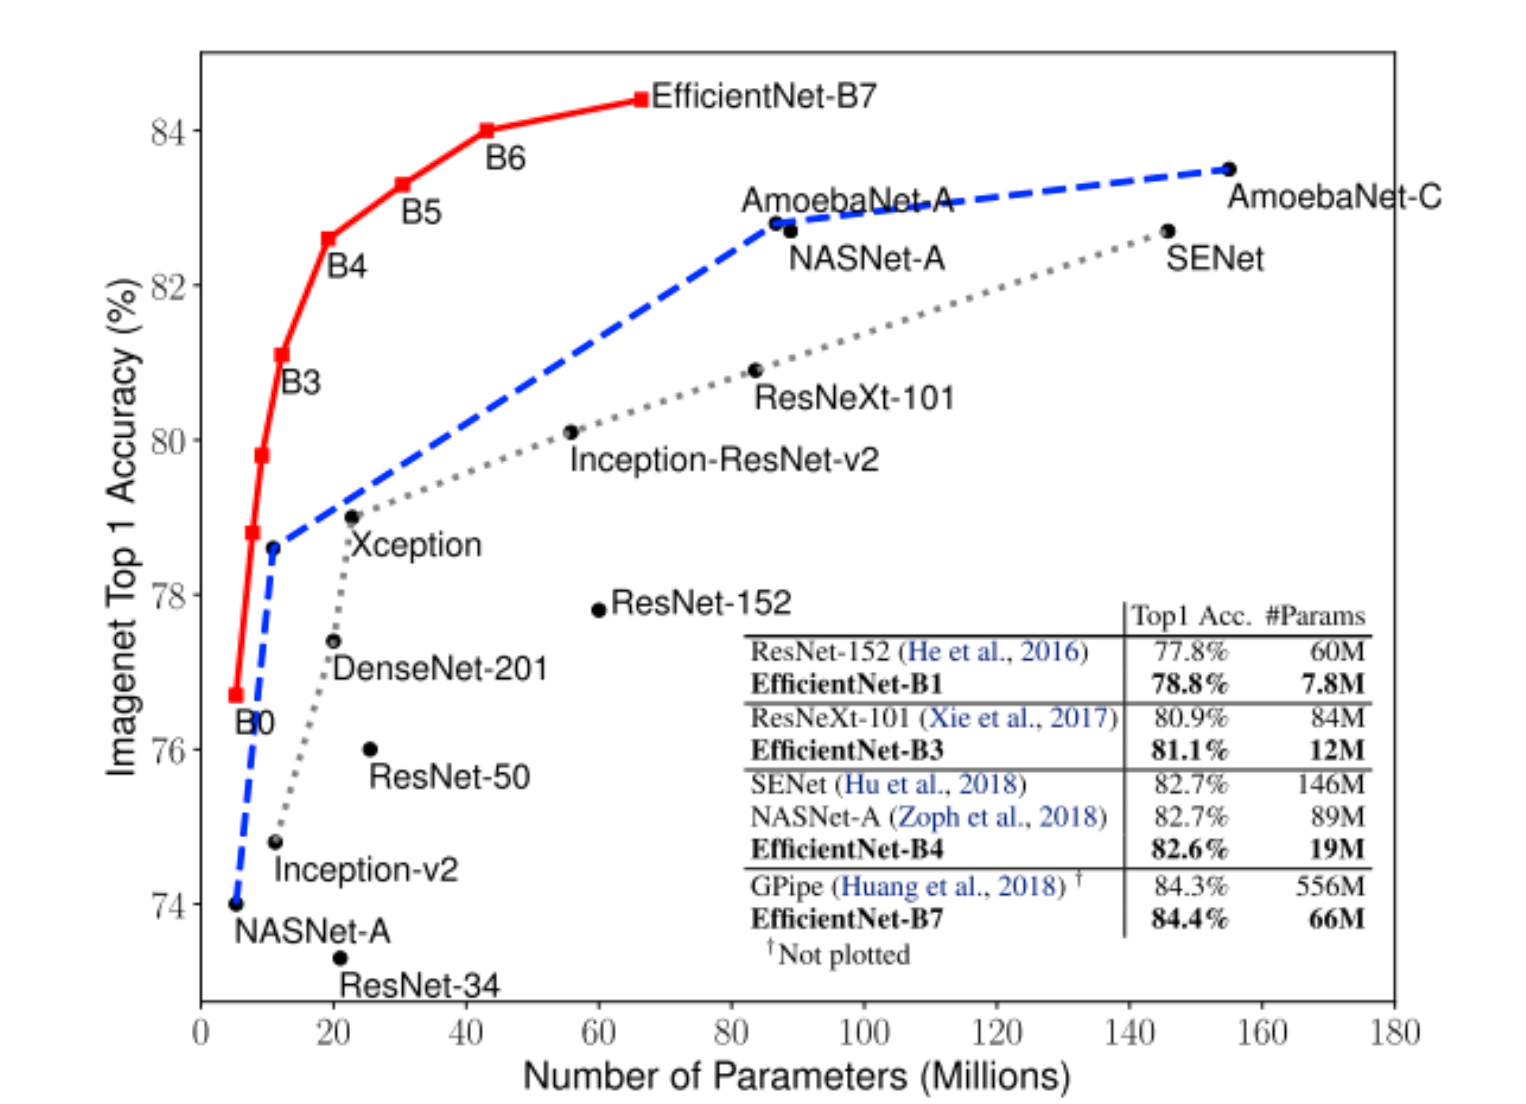 EfficientNet-B7
84
B6
AmoebaNet-A
AmoebaNet-C
B5
NASNet-A
SENet
B4
82
Imagenet Top 1 Accuracy (%)
B3
ResNeXt-101
80
Inception-ResNet-v2
Xception
78
ResNet-152
Top1 Acc. #Params
ResNet-152 (He et al., 2016) 77.8% 60M
EfficientNet-B1 78.8% 7.8M
ResNeXt-101 (Xie et al., 2017) 80.9% 84M
EfficientNet-B3 81.1% 12M
SENet (Hu et al., 2018) 82.7% 146M
NASNet-A (Zoph et al., 2018) 82.7% 89M
EfficientNet-B4 82.6% 19M
GPipe (Huang et al., 2018) † 84.3% 556M
EfficientNet-B7 84.4% 66M
†Not plotted
DenseNet-201
B0
76
ResNet-50
Inception-v2
74
NASNet-A
ResNet-34
0 20 40 60 80 100 120 140 160 180
Number of Parameters (Millions)